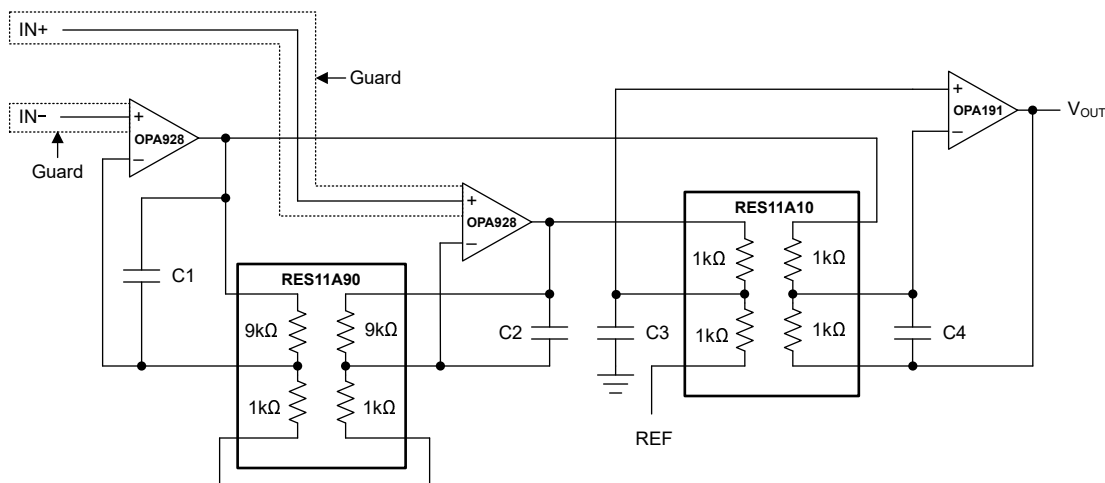 IN+
Guard
IN−
Guard
+
OPA928
−
+
OPA928
−
+
OPA191
−
VOUT
C1
RES11A90
9kΩ
9kΩ
1kΩ
1kΩ
C2
RES11A10
1kΩ
1kΩ
1kΩ
1kΩ
C3
C4
REF